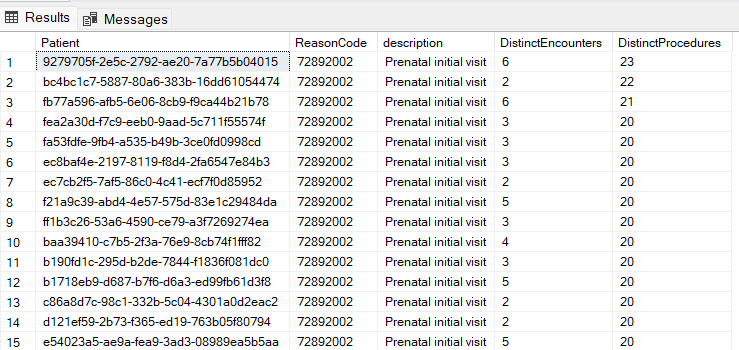 Results Messages
Patient ReasonCode description DistinctEncounters DistinctProcedures
1 9279705f-2e5c-2792-ae20-7a77b5b04015 72892002 Prenatal initial visit 6 23
2 bc4bc1c7-5887-80a6-383b-16dd61054474 72892002 Prenatal initial visit 2 22
3 fb77a596-afb5-6e06-8cb9-f9ca44b21b78 72892002 Prenatal initial visit 6 21
4 fea2a30d-f7c9-eeb0-9aad-5c711f55574f 72892002 Prenatal initial visit 3 20
5 fa53fdfe-9fb4-a535-b49b-3ce0fd0998cd 72892002 Prenatal initial visit 3 20
6 ec8baf4e-2197-8119-f8d4-2fa6547e84b3 72892002 Prenatal initial visit 3 20
7 ec7cb2f5-7af5-86c0-4c41-ecf7f0d85952 72892002 Prenatal initial visit 2 20
8 f21a9c39-abd4-4e57-575d-83e1c29484da 72892002 Prenatal initial visit 5 20
9 ff1b3c26-53a6-4590-ce79-a3f7269274ea 72892002 Prenatal initial visit 3 20
10 baa39410-c7b5-2f3a-76e9-8cb74f1fff82 72892002 Prenatal initial visit 4 20
11 b190fd1c-295d-b2de-7844-f1836f081dc0 72892002 Prenatal initial visit 3 20
12 b1718eb9-d687-b7f6-d6a3-ed99fb61d3f8 72892002 Prenatal initial visit 5 20
13 c86a8d7c-98c1-332b-5c04-4301a0d2eac2 72892002 Prenatal initial visit 2 20
14 d121ef59-2b73-f365-ed19-763b05f80794 72892002 Prenatal initial visit 2 20
15 e54023a5-ae9a-fea9-3ad3-08989ea5b5aa 72892002 Prenatal initial visit 5 20